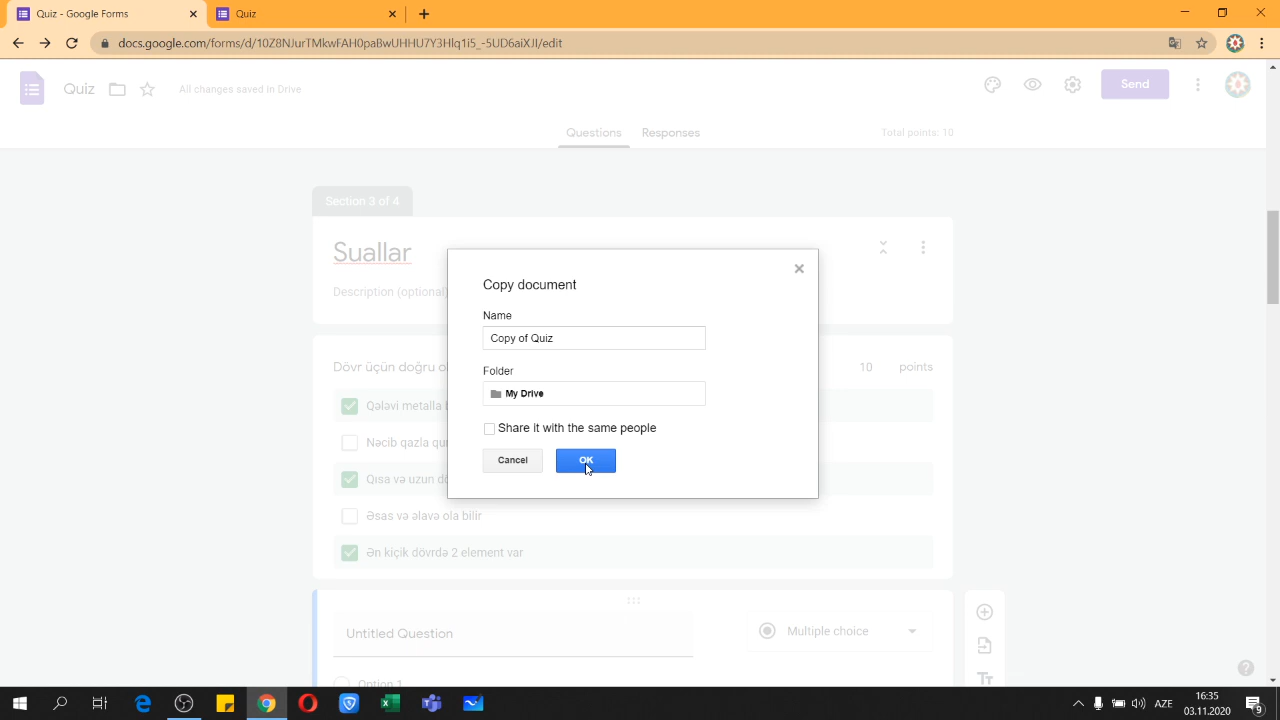 Quiz - Google Forms
Quiz
docs.google.com/forms/d/10Z8NJurTMkwFAH0paBwUHHU7Y3Hlq1i5_-5UD6aiXJI/edit
Quiz
All changes saved in Drive
Send
Questions
Responses
Total points: 10
Section 3 of 4
Suallar
Description (optional)
Copy document
Name
Copy of Quiz
Folder
My Drive
Share it with the same people
Cancel
OK
Dövr üçün doğru
10
points
Qələvi metalla
Nəcib qazla
Qısa və uzun
Əsas və əlavə ola bilir
Ən kiçik dövrdə 2 element var
Untitled Question
Multiple choice
Option 1
Tт
AZE
16:35
03.11.2020
9